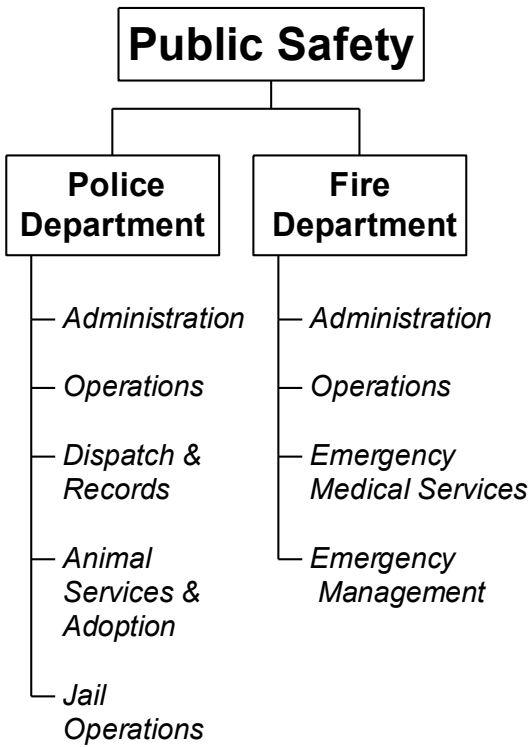 Public Safety
Police
Department
Administration
Operations
Dispatch &
Records
Animal
Services &
Adoption
Jail
Operations
Fire
Department
Administration
Operations
Emergency
Medical Services
Emergency
Management